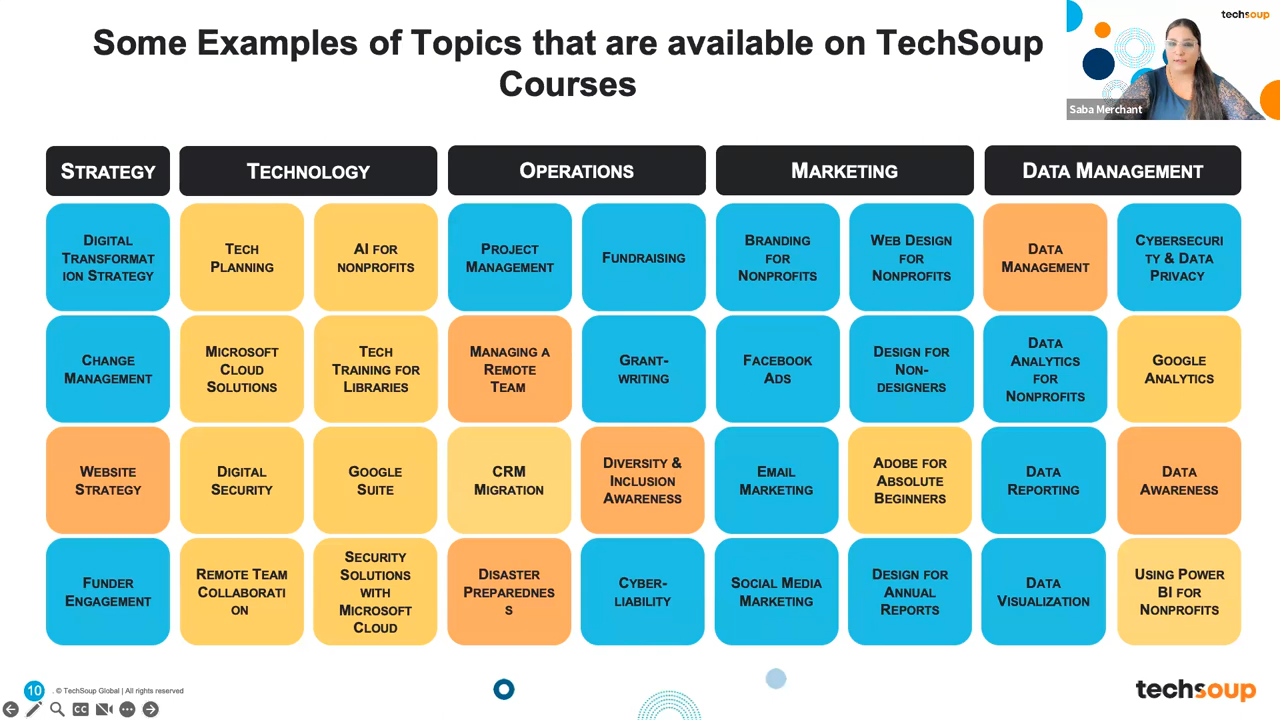 Some Examples of Topics that are available on TechSoup
Courses
techsoup
Saba Merchant
STRATEGY
TECHNOLOGY
OPERATIONS
MARKETING
DATA MANAGEMENT
DIGITAL
TRANSFORMAT
ION STRATEGY
TECH
PLANNING
AI FOR
NONPROFITS
PROJECT
MANAGEMENT
FUNDRAISING
BRANDING
FOR
NONPROFITS
WEB DESIGN
FOR
NONPROFITS
DATA
MANAGEMENT
CYBERSECURI
TY & DATA
PRIVACY
CHANGE
MANAGEMENT
MICROSOFT
CLOUD
SOLUTIONS
TECH
TRAINING FOR
LIBRARIES
MANAGING A
REMOTE
TEAM
GRANT-
WRITING
FACEBOOK
ADS
DESIGN FOR
NON-
DESIGNERS
DATA
ANALYTICS
FOR
NONPROFITS
GOOGLE
ANALYTICS
WEBSITE
STRATEGY
DIGITAL
SECURITY
GOOGLE
SUITE
CRM
MIGRATION
DIVERSITY &
INCLUSION
AWARENESS
EMAIL
MARKETING
ADOBE FOR
ABSOLUTE
BEGINNERS
DATA
REPORTING
DATA
AWARENESS
FUNDER
ENGAGEMENT
REMOTE TEAM
COLLABORATI
ON
SECURITY
SOLUTIONS
WITH
MICROSOFT
CLOUD
DISASTER
PREPAREDNES
S
CYBER-
LIABILITY
SOCIAL MEDIA
MARKETING
DESIGN FOR
ANNUAL
REPORTS
DATA
VISUALIZATION
USING POWER
BI FOR
NONPROFITS
10
. © TechSoup Global | All rights reserved
CC
techsoup